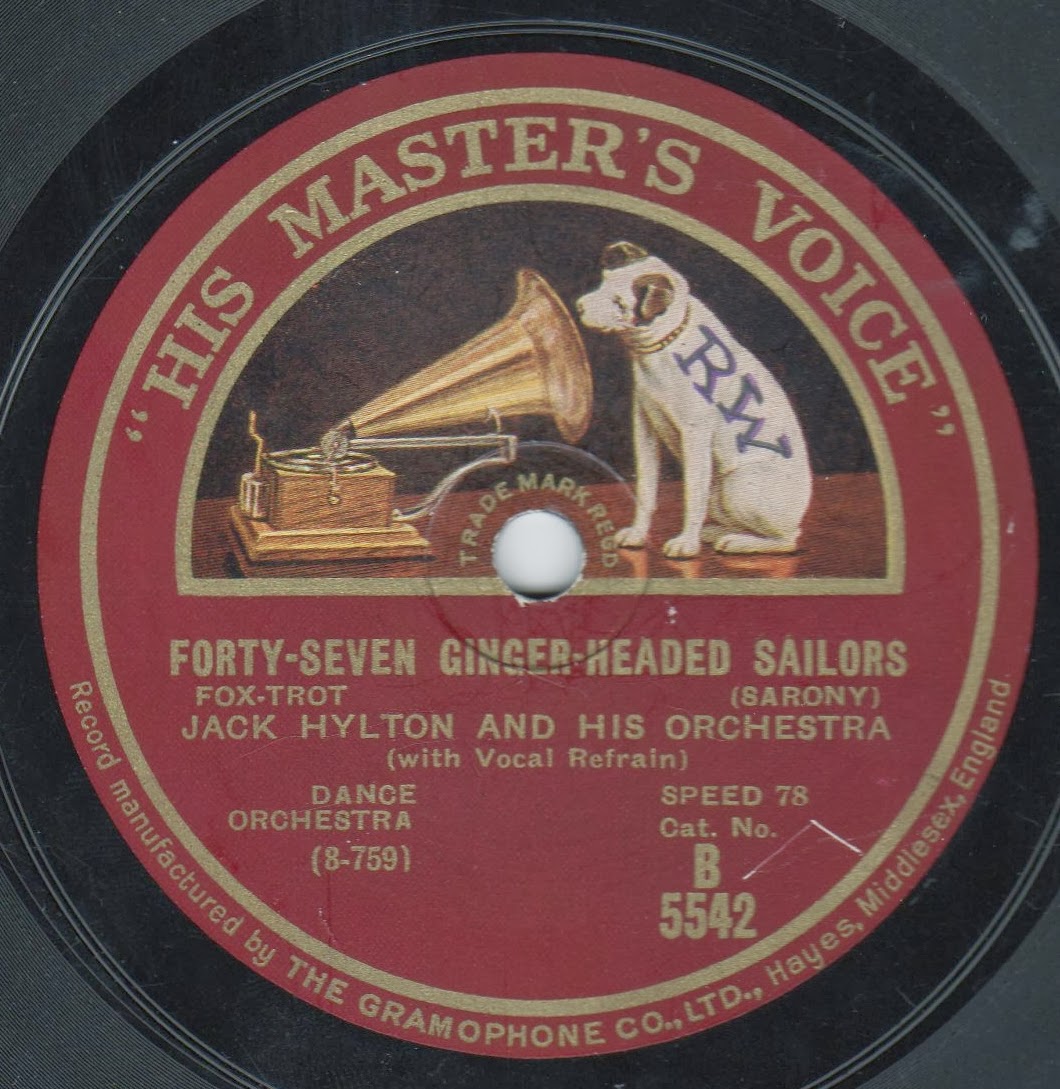 “HIS MASTER'S VOICE”
RW
TRADE MARK REGD
FORTY-SEVEN GINGER-HEADED SAILORS
FOX-TROT (SARONY)
JACK HYLTON AND HIS ORCHESTRA
(with Vocal Refrain)
DANCE SPEED 78
ORCHESTRA Cat. No.
(8-759) B
5542
Record manufactured by THE GRAMOPHONE CO., LTD., Hayes, Middlesex, England.